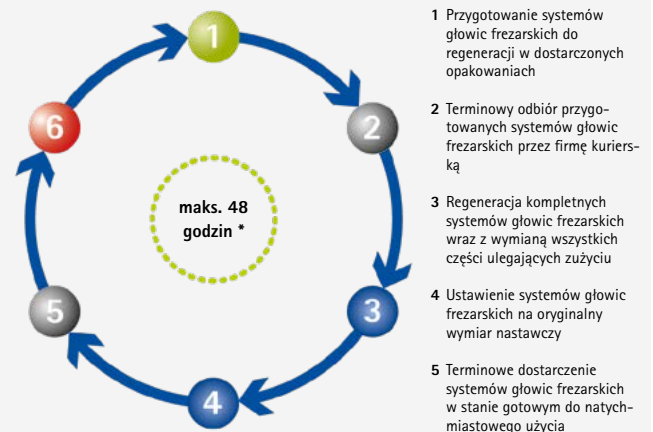 1
2
3
4
5
6
maks. 48
godzin *
1 Przygotowanie systemów
głowic frezarskich do
regeneracji w dostarczonych
opakowaniach
2 Terminowy odbiór przygo-
towanych systemów głowic
frezarskich przez firmę kuriers-
ką
3 Regeneracja kompletnych
systemów głowic frezarskich
wraz z wymianą wszystkich
części ulegających zużyciu
4 Ustawienie systemów głowic
frezarskich na oryginalny
wymiar nastawczy
5 Terminowe dostarczenie
systemów głowic frezarskich
w stanie gotowym do natych-
miastowego użycia